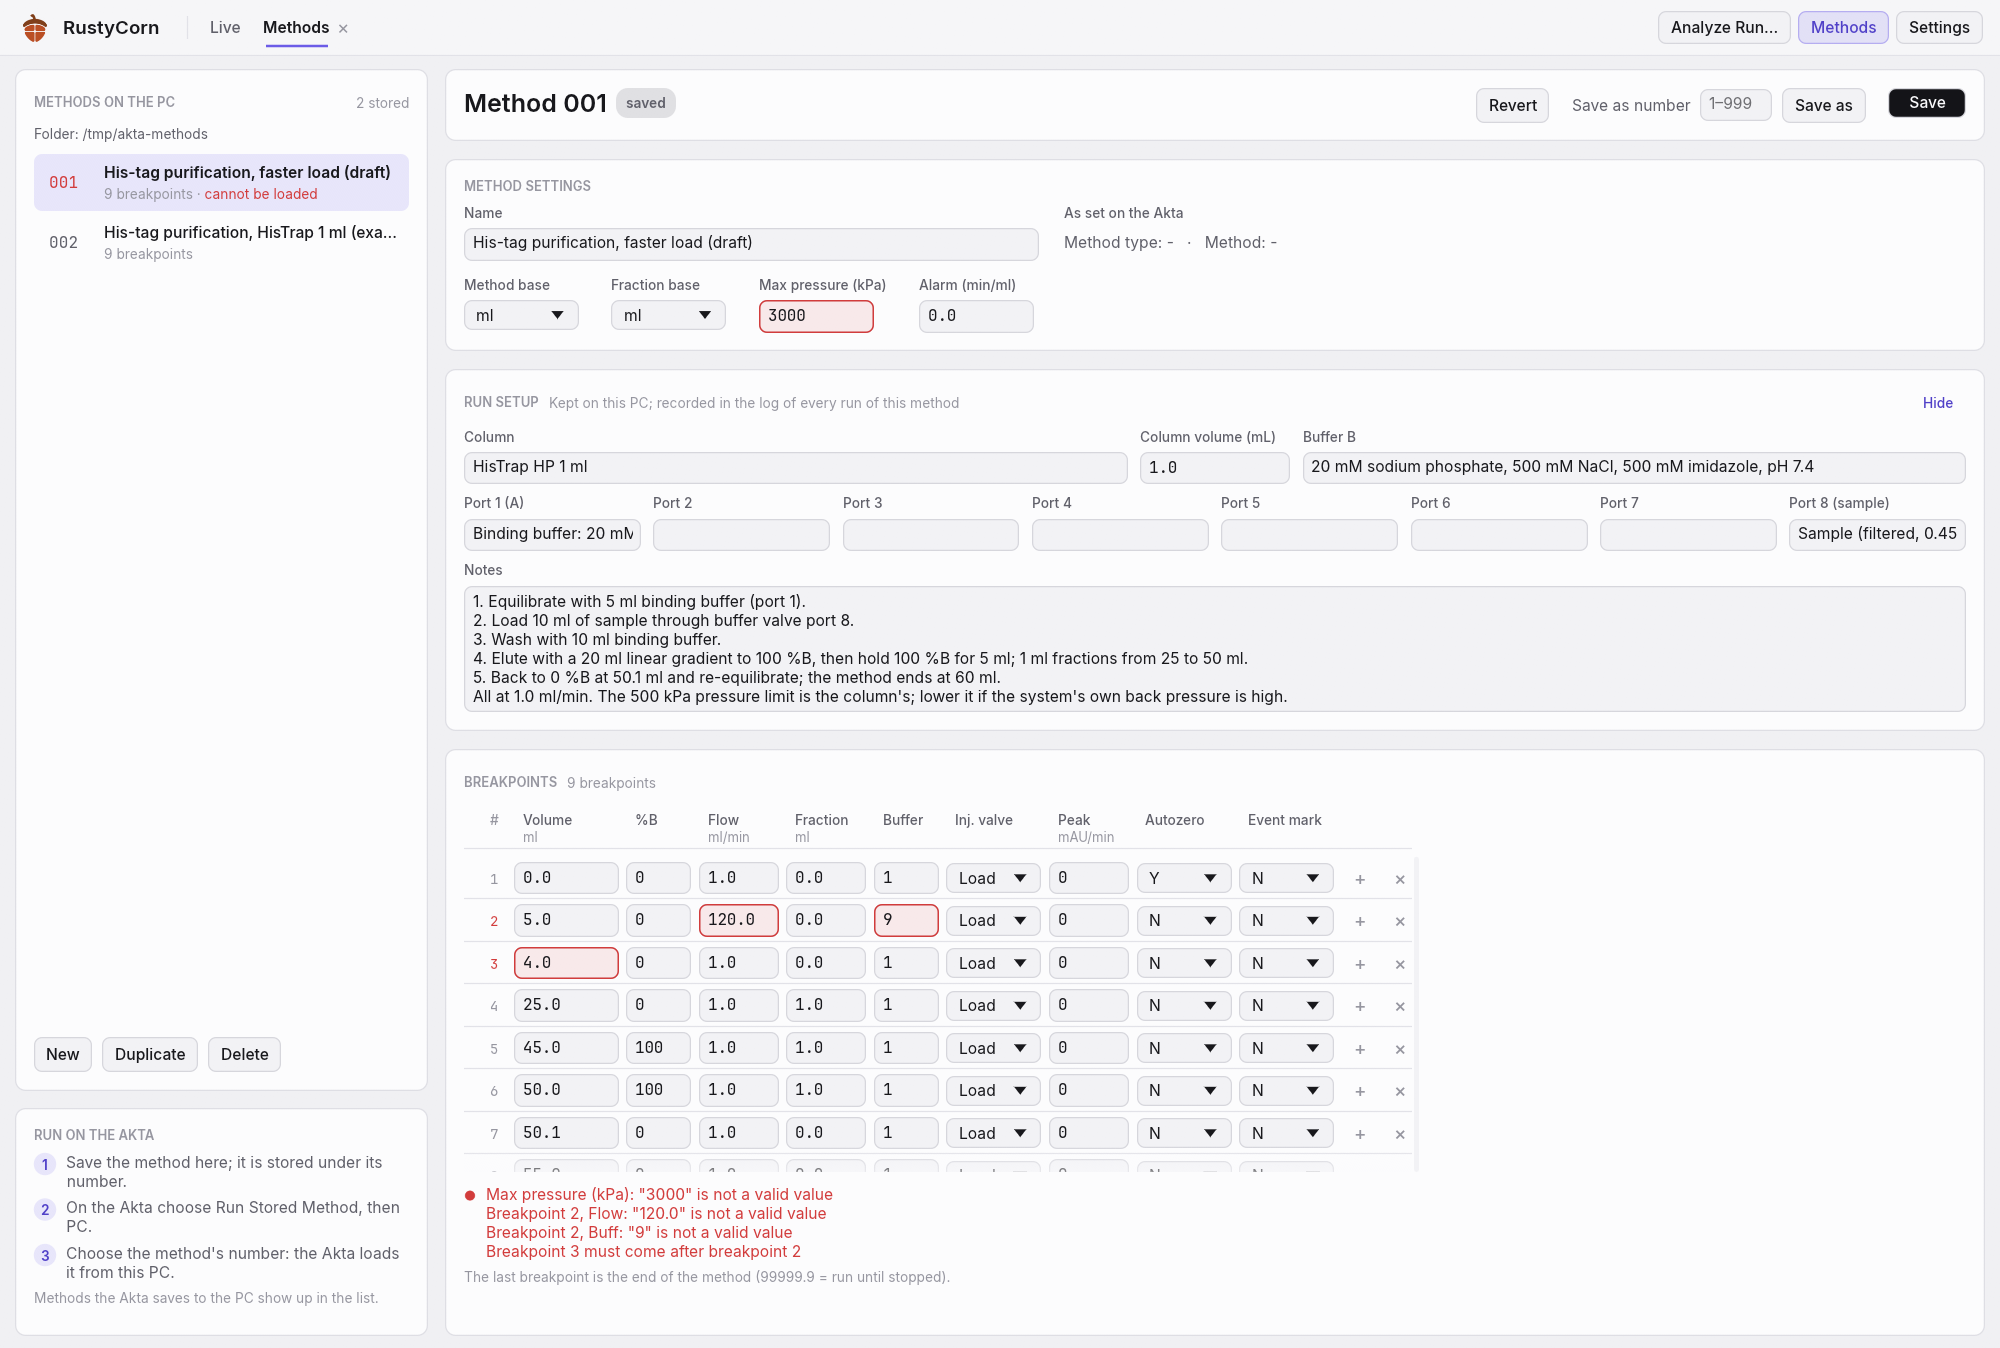 RustyCorn
Live
Methods ×
Analyze Run...
Methods
Settings
METHODS ON THE PC
2 stored
Folder: /tmp/akta-methods
001
His-tag purification, faster load (draft)
9 breakpoints · cannot be loaded
002
His-tag purification, HisTrap 1 ml (exa...
9 breakpoints
New
Duplicate
Delete
RUN ON THE AKTA
1 Save the method here; it is stored under its
number.
2 On the Akta choose Run Stored Method, then
PC.
3 Choose the method's number: the Akta loads
it from this PC.
Methods the Akta saves to the PC show up in the list.
Method 001 saved
Revert
Save as number 1–999
Save as
Save
METHOD SETTINGS
Name
His-tag purification, faster load (draft)
As set on the Akta
Method type: - · Method: -
Method base Fraction base Max pressure (kPa) Alarm (min/ml)
ml ml 3000 0.0
RUN SETUP Kept on this PC; recorded in the log of every run of this method
Hide
Column Column volume (mL) Buffer B
HisTrap HP 1 ml 1.0 20 mM sodium phosphate, 500 mM NaCl, 500 mM imidazole, pH 7.4
Port 1 (A) Port 2 Port 3 Port 4 Port 5 Port 6 Port 7 Port 8 (sample)
Binding buffer: 20 mM Sample (filtered, 0.45
Notes
1. Equilibrate with 5 ml binding buffer (port 1).
2. Load 10 ml of sample through buffer valve port 8.
3. Wash with 10 ml binding buffer.
4. Elute with a 20 ml linear gradient to 100 %B, then hold 100 %B for 5 ml; 1 ml fractions from 25 to 50 ml.
5. Back to 0 %B at 50.1 ml and re-equilibrate; the method ends at 60 ml.
All at 1.0 ml/min. The 500 kPa pressure limit is the column's; lower it if the system's own back pressure is high.
BREAKPOINTS 9 breakpoints
# Volume %B Flow Fraction Buffer Inj. valve Peak Autozero Event mark
ml ml/min ml mAU/min
1 0.0 0 1.0 0.0 1 Load 0 Y N + ×
2 5.0 0 120.0 0.0 9 Load 0 N N + ×
3 4.0 0 1.0 0.0 1 Load 0 N N + ×
4 25.0 0 1.0 1.0 1 Load 0 N N + ×
5 45.0 100 1.0 1.0 1 Load 0 N N + ×
6 50.0 100 1.0 1.0 1 Load 0 N N + ×
7 50.1 0 1.0 0.0 1 Load 0 N N + ×
Max pressure (kPa): "3000" is not a valid value
Breakpoint 2, Flow: "120.0" is not a valid value
Breakpoint 2, Buff: "9" is not a valid value
Breakpoint 3 must come after breakpoint 2
The last breakpoint is the end of the method (99999.9 = run until stopped).